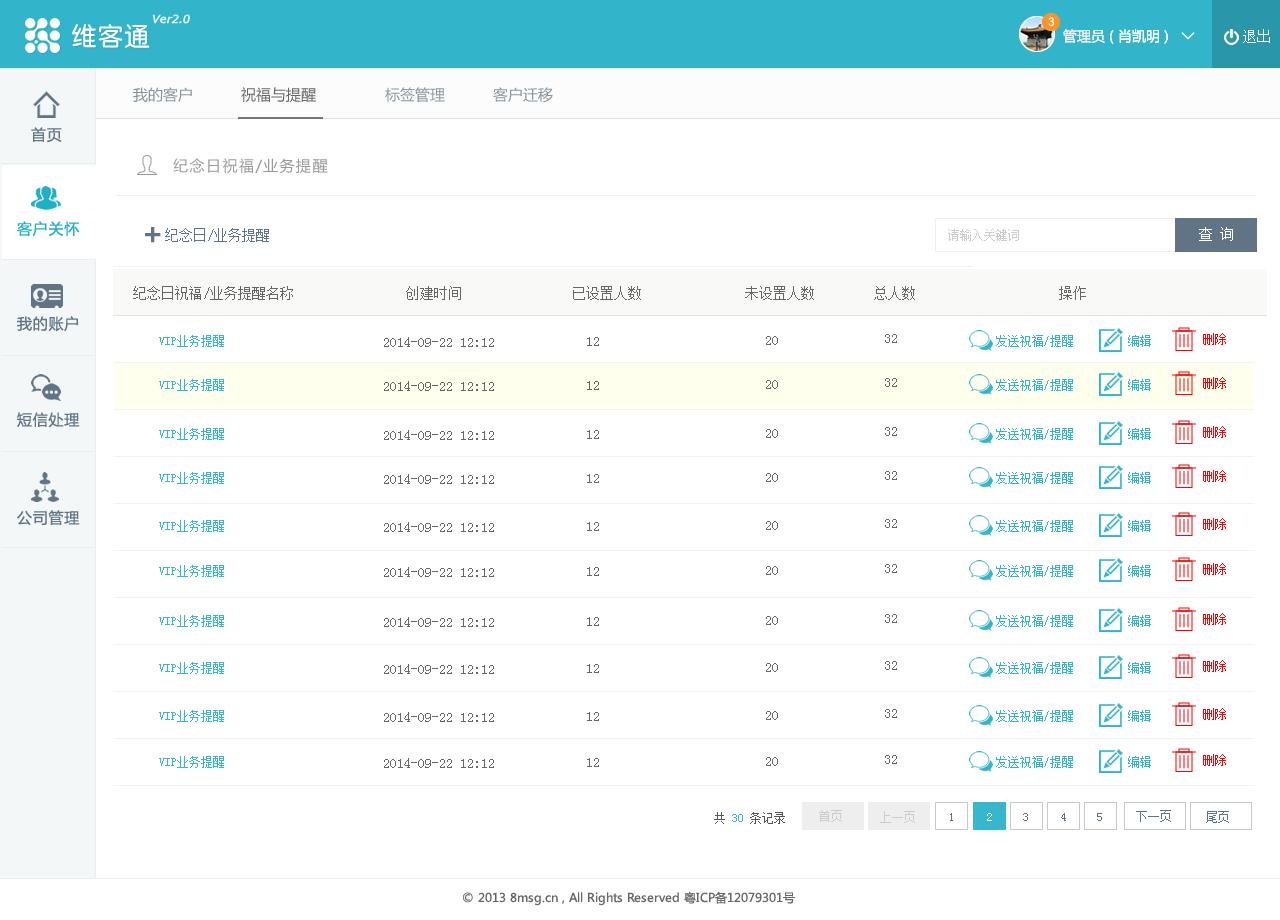 维客通 Ver2.0
3 管理员 ( 肖凯明 ) 退出
首页
客户关怀
我的账户
短信处理
公司管理
我的客户 祝福与提醒 标签管理 客户迁移
纪念日祝福/业务提醒
纪念日/业务提醒 请输入关键词 查 询
纪念日祝福/业务提醒名称 创建时间 已设置人数 未设置人数 总人数 操作
VIP业务提醒 2014-09-22 12:12 12 20 32 发送祝福/提醒 编辑 删除
VIP业务提醒 2014-09-22 12:12 12 20 32 发送祝福/提醒 编辑 删除
VIP业务提醒 2014-09-22 12:12 12 20 32 发送祝福/提醒 编辑 删除
VIP业务提醒 2014-09-22 12:12 12 20 32 发送祝福/提醒 编辑 删除
VIP业务提醒 2014-09-22 12:12 12 20 32 发送祝福/提醒 编辑 删除
VIP业务提醒 2014-09-22 12:12 12 20 32 发送祝福/提醒 编辑 删除
VIP业务提醒 2014-09-22 12:12 12 20 32 发送祝福/提醒 编辑 删除
VIP业务提醒 2014-09-22 12:12 12 20 32 发送祝福/提醒 编辑 删除
VIP业务提醒 2014-09-22 12:12 12 20 32 发送祝福/提醒 编辑 删除
VIP业务提醒 2014-09-22 12:12 12 20 32 发送祝福/提醒 编辑 删除
共 30 条记录 首页 上一页 1 2 3 4 5 下一页 尾页
© 2013 8msg.cn , All Rights Reserved 粤ICP备12079301号